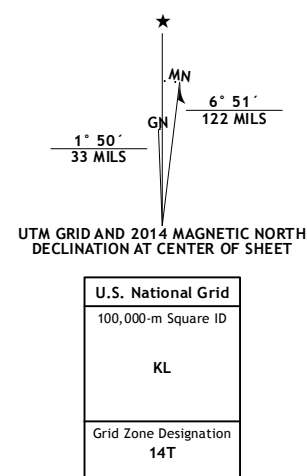 ★
MN
GN
6° 51´
122 MILS
1° 50´
33 MILS
UTM GRID AND 2014 MAGNETIC NORTH
DECLINATION AT CENTER OF SHEET
U.S. National Grid
100,000-m Square ID
KL
Grid Zone Designation
14T